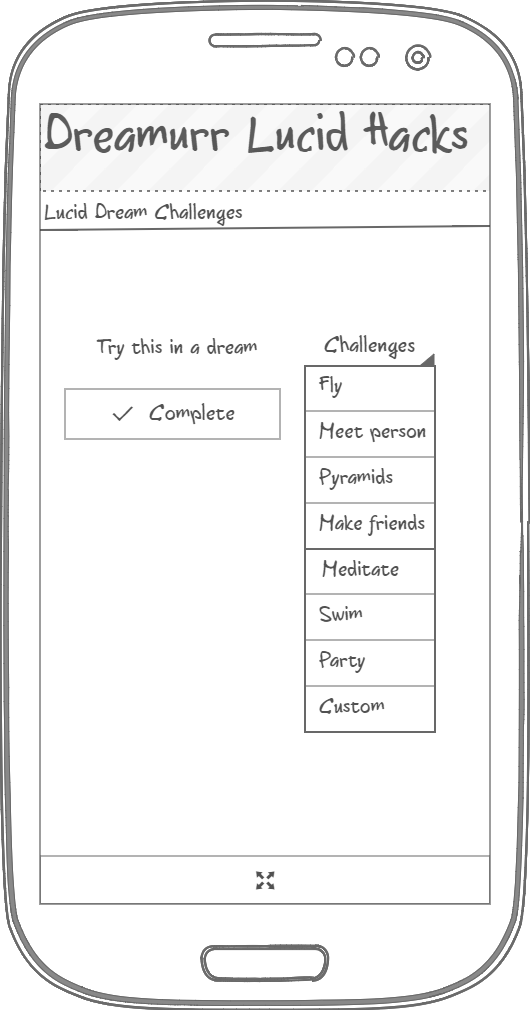 Dreamurr Lucid Hacks
Lucid Dream Challenges
Try this in a dream
Complete
Challenges
Fly
Meet person
Pyramids
Make friends
Meditate
Swim
Party
Custom